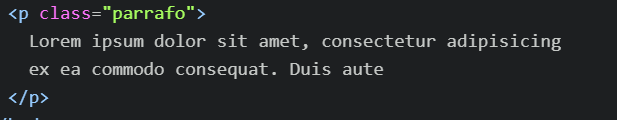 <p class="parrafo">
Lorem ipsum dolor sit amet, consectetur adipisicing
ex ea commodo consequat. Duis aute
</p>